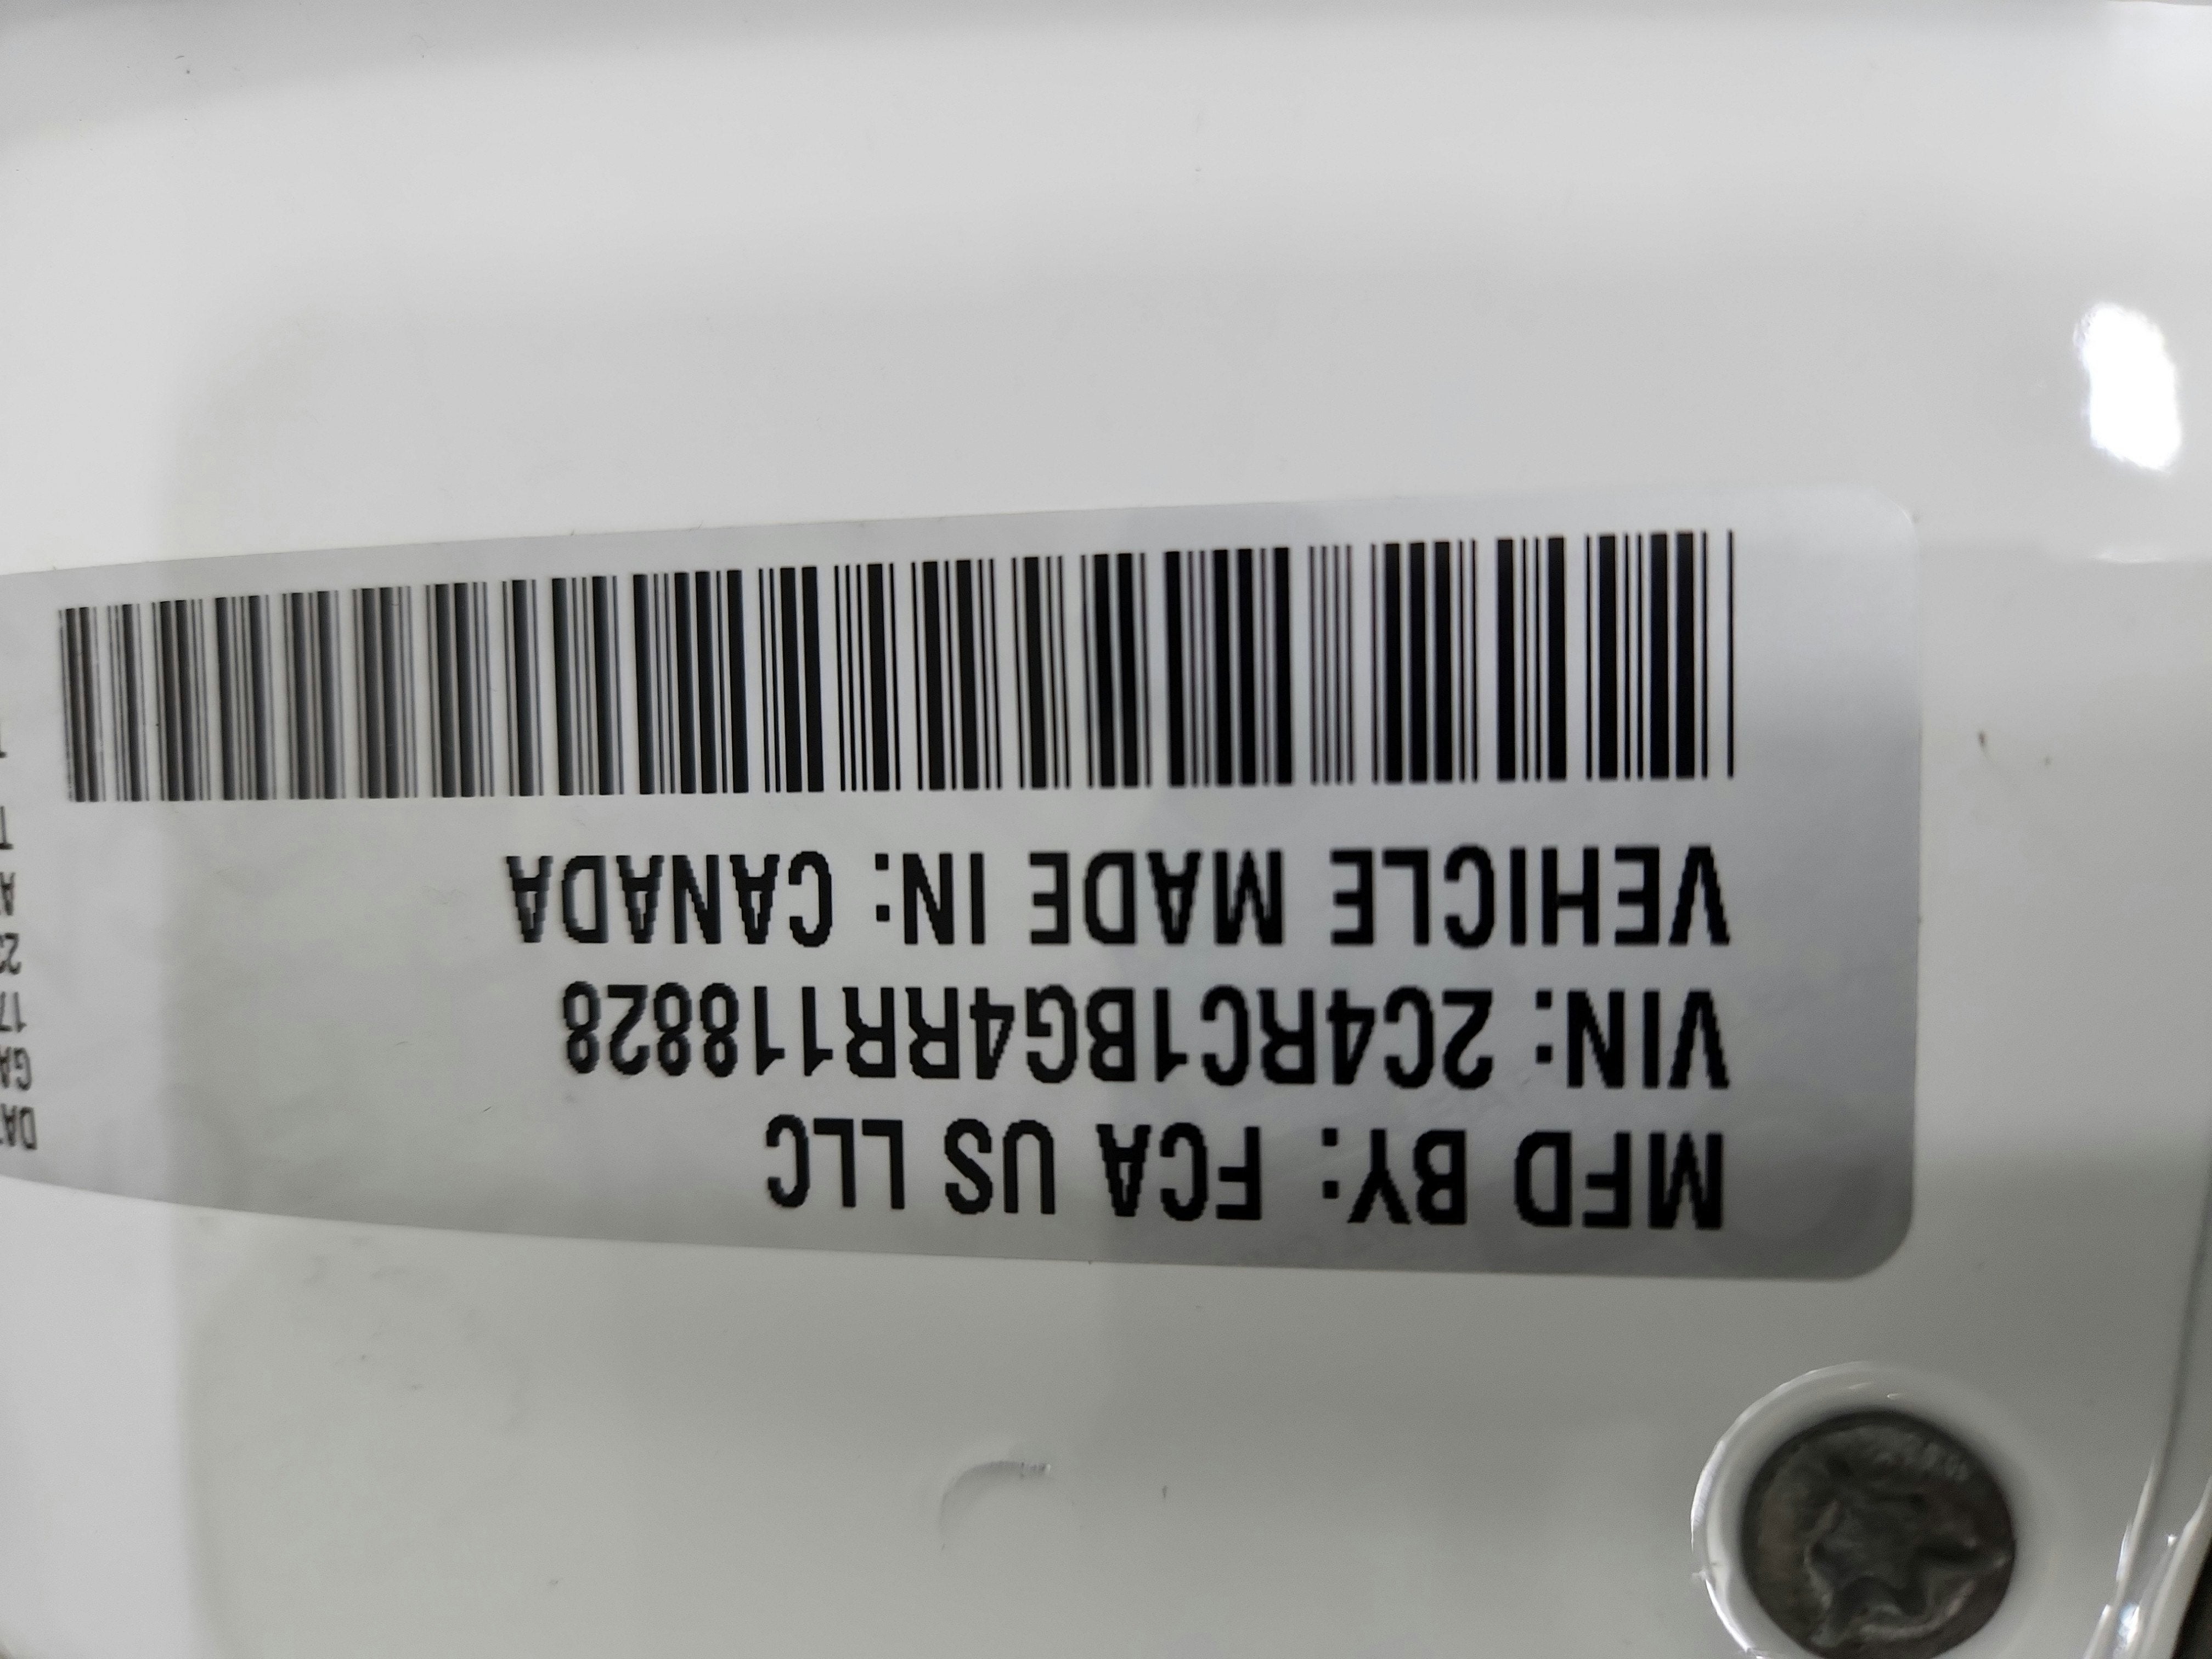 MFD BY: FCA US LLC
VIN: 2C4RC1BG4RR118828
VEHICLE MADE IN: CANADA